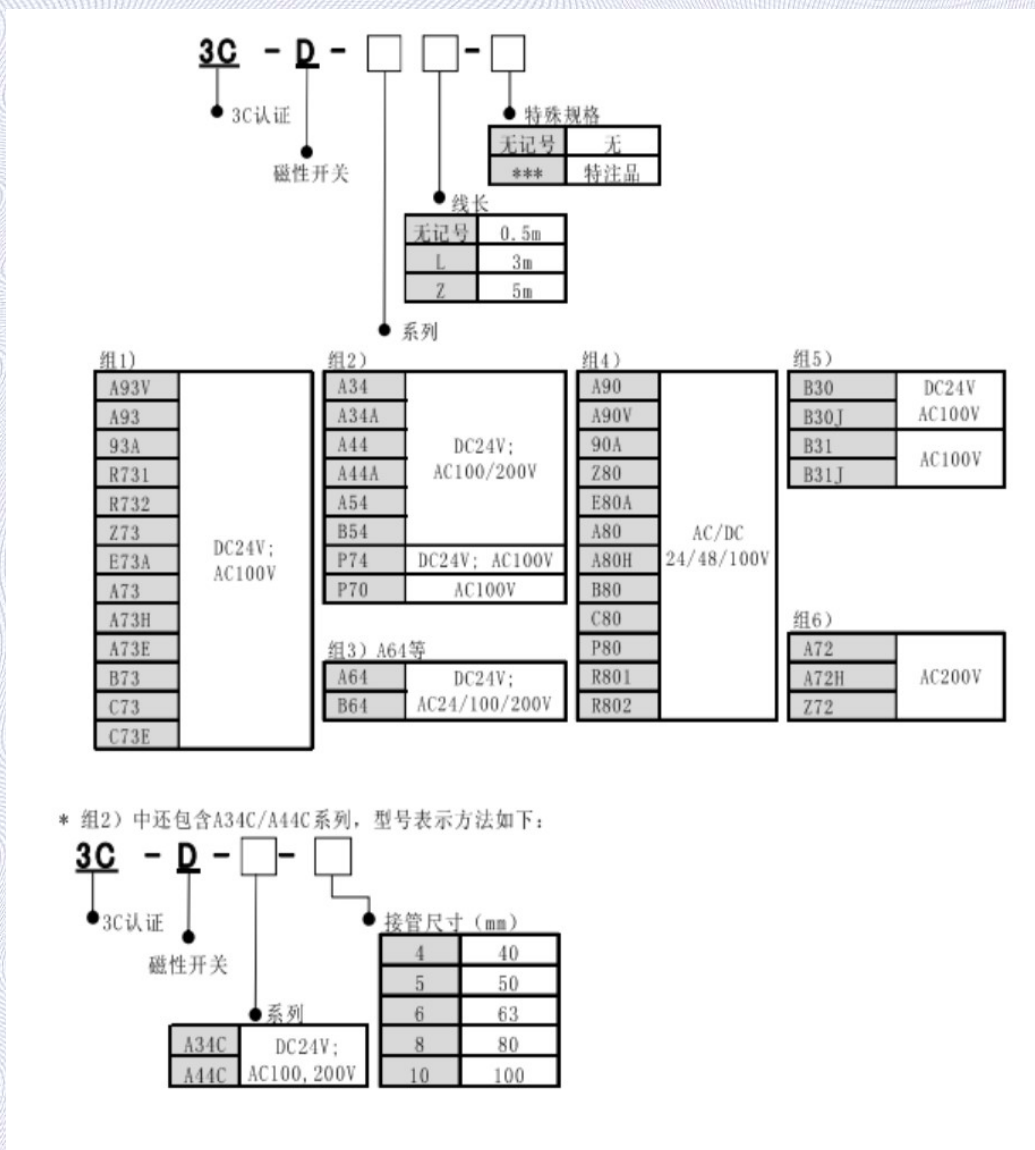 3C - D - □ □ - □
3C认证
磁性开关
特殊规格
无记号 无
*** 特注品
线长
无记号 0.5m
L 3m
Z 5m
系列
组1)
A93V
A93
93A
R731
R732
Z73
E73A
A73
A73H
A73E
B73
C73
C73E
DC24V;
AC100V
组2)
A34
A34A
A44
A44A
A54
B54
DC24V;
AC100/200V
P74 DC24V; AC100V
P70 AC100V
组3) A64等
A64
B64
DC24V;
AC24/100/200V
组4)
A90
A90V
90A
Z80
E80A
A80
A80H
B80
C80
P80
R801
R802
AC/DC
24/48/100V
组5)
B30
B30J
DC24V
AC100V
B31
B31J
AC100V
组6)
A72
A72H
Z72
AC200V
* 组2) 中还包含A34C/A44C系列, 型号表示方法如下:
3C - D - □ - □
3C认证
磁性开关
系列
A34C
A44C
DC24V;
AC100,200V
接管尺寸 (mm)
4 40
5 50
6 63
8 80
10 100